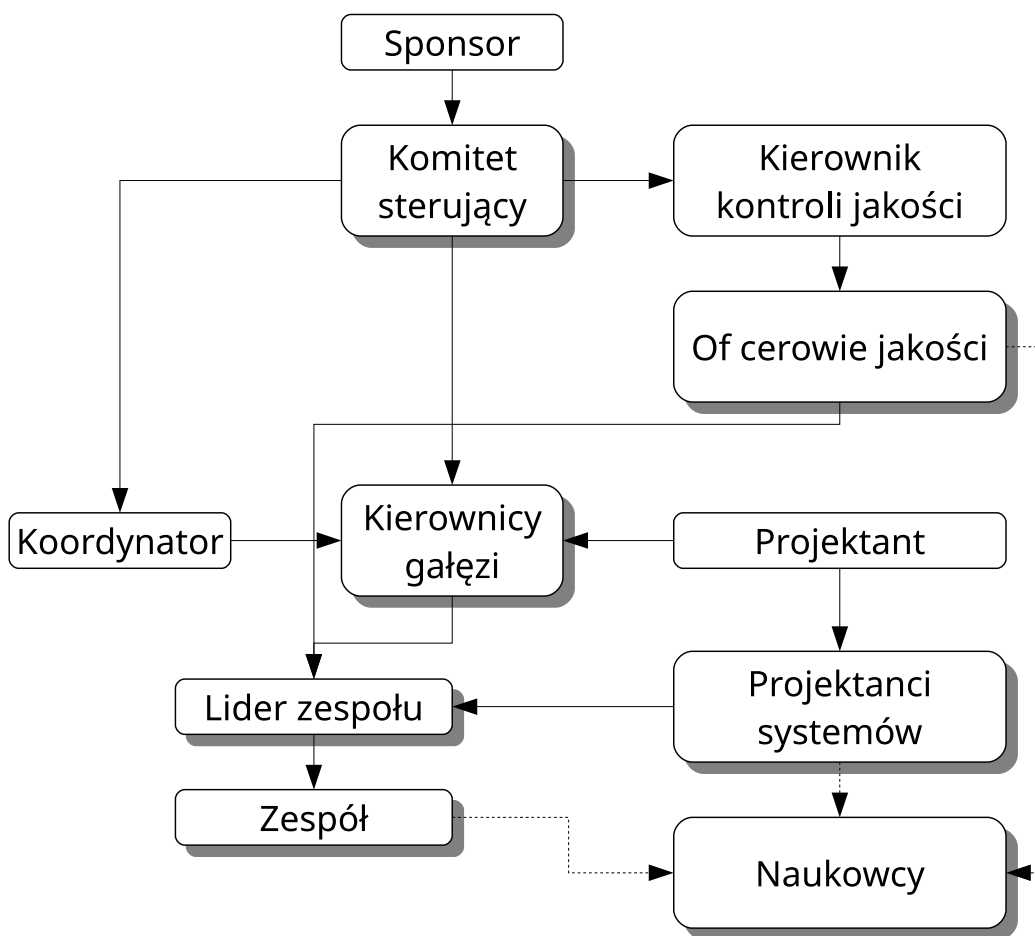 Sponsor
Komitet
sterujący
Kierownik
kontroli jakości
Of cerowie jakości
Kierownicy
gałęzi
Koordynator
Projektant
Lider zespołu
Projektanci
systemów
Zespół
Naukowcy